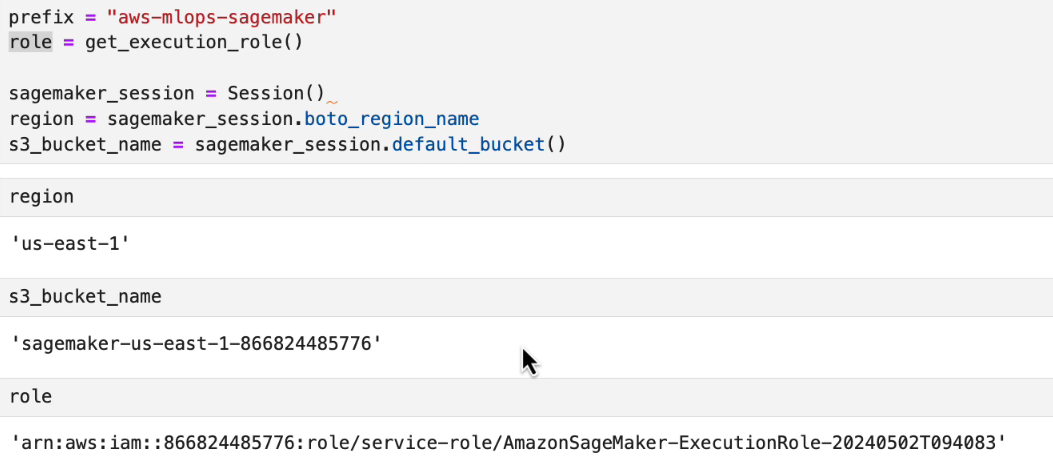 prefix = "aws-mlops-sagemaker"
role = get_execution_role()
sagemaker_session = Session()
region = sagemaker_session.boto_region_name
s3_bucket_name = sagemaker_session.default_bucket()
region
'us-east-1'
s3_bucket_name
'sagemaker-us-east-1-866824485776'
role
'arn:aws:iam::866824485776:role/service-role/AmazonSageMaker-ExecutionRole-20240502T094083'